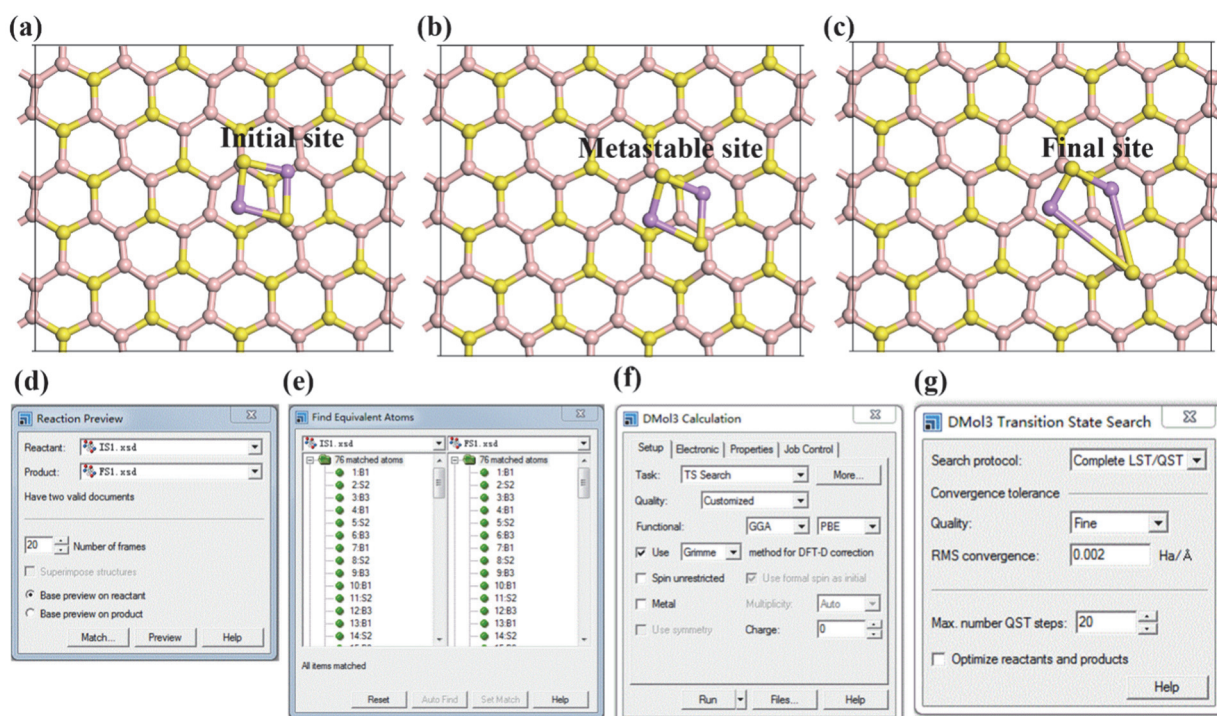 (a)
(b)
(c)
Initial site
Metastable site
Final site
(d)
(e)
(f)
(g)
Reaction Preview
Reactant: IS1.xsd
Product: FS1.xsd
Have two valid documents
20 Number of frames
Superimpose structures
Base preview on reactant
Base preview on product
Match... Preview Help
Find Equivalent Atoms
IS1.xsd FS1.xsd
76 matched atoms 76 matched atoms
1:B1 1:B1
2:S2 2:S2
3:B3 3:B3
4:B1 4:B1
5:S2 5:S2
6:B3 6:B3
7:B1 7:B1
8:S2 8:S2
9:B3 9:B3
10:B1 10:B1
11:S2 11:S2
12:B3 12:B3
13:B1 13:B1
14:S2 14:S2
All items matched
Reset Auto Find Set Match Help
DMol3 Calculation
Setup Electronic Properties Job Control
Task: TS Search More...
Quality: Customized
Functional: GGA PBE
Use Grimme method for DFT-D correction
Spin unrestricted Use formal spin as initial
Metal Multiplicity: Auto
Use symmetry Charge: 0
Run Files... Help
DMol3 Transition State Search
Search protocol: Complete LST/QST
Convergence tolerance
Quality: Fine
RMS convergence: 0.002 Ha/Å
Max. number QST steps: 20
Optimize reactants and products
Help